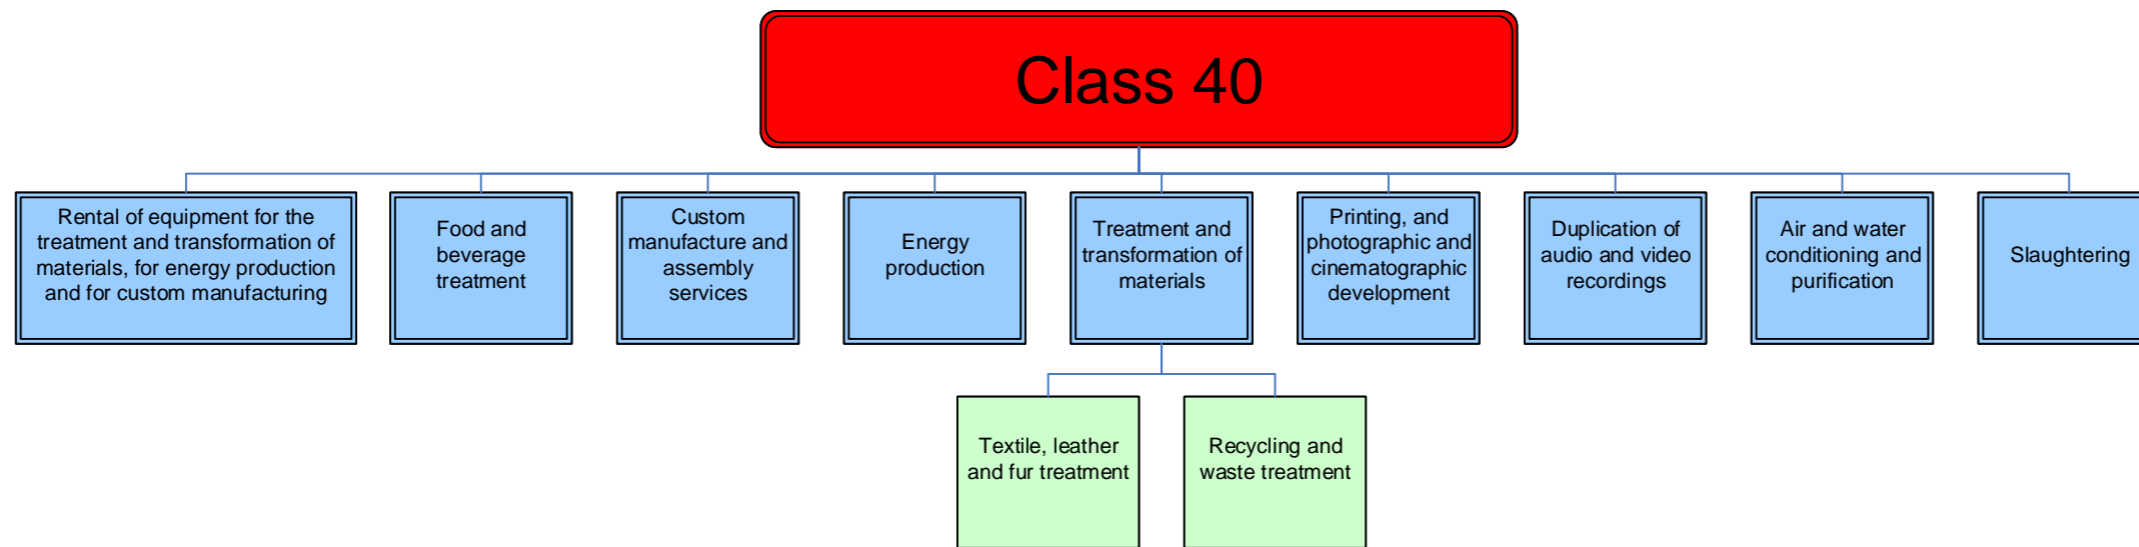 Class 40
Rental of equipment for the
treatment and transformation of
materials, for energy production
and for custom manufacturing
Food and
beverage
treatment
Custom
manufacture and
assembly
services
Energy
production
Treatment and
transformation of
materials
Printing, and
photographic and
cinematographic
development
Duplication of
audio and video
recordings
Air and water
conditioning and
purification
Slaughtering
Textile, leather
and fur treatment
Recycling and
waste treatment